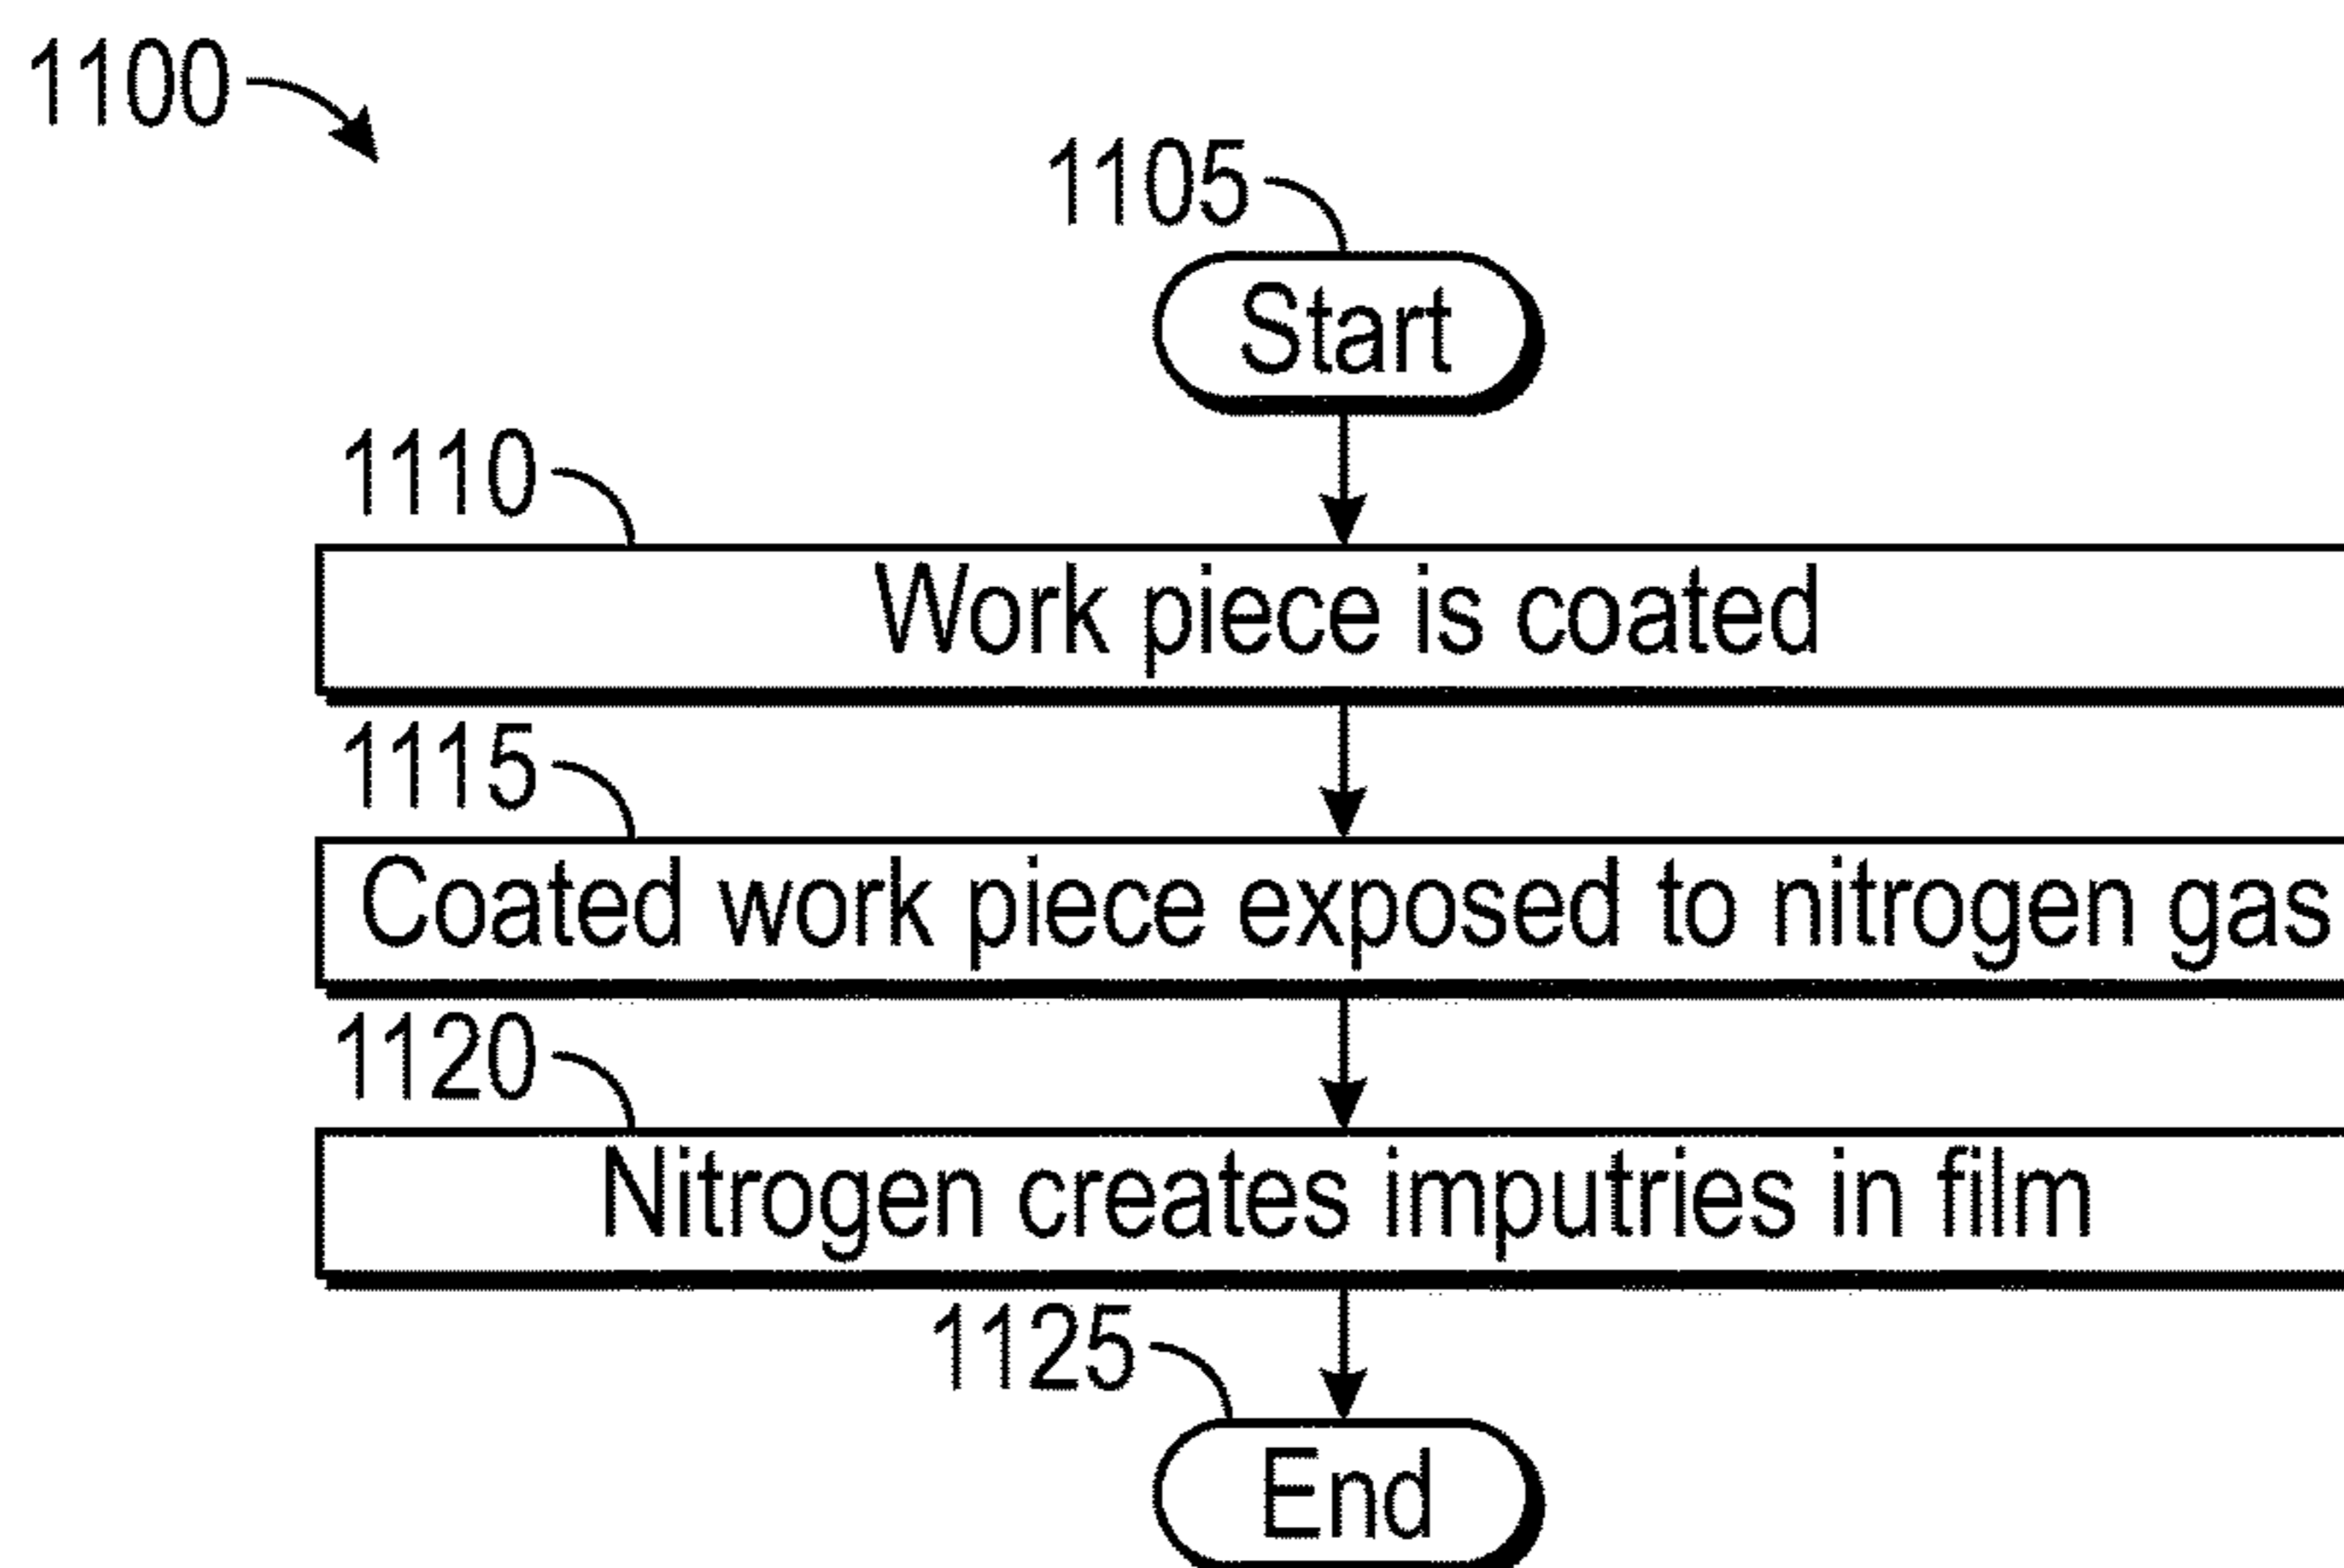 1100
1105
Start
1110
Work piece is coated
1115
Coated work piece exposed to nitrogen gas
1120
Nitrogen creates imputries in film
1125
End